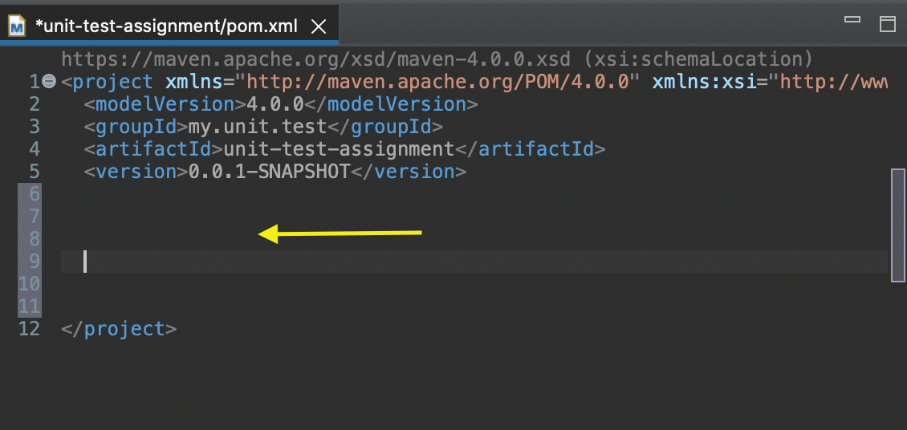 *unit-test-assignment/pom.xml
https://maven.apache.org/xsd/maven-4.0.0.xsd (xsi:schemaLocation)
1 <project xmlns="http://maven.apache.org/POM/4.0.0" xmlns:xsi="http://www
2 <modelVersion>4.0.0</modelVersion>
3 <groupId>my.unit.test</groupId>
4 <artifactId>unit-test-assignment</artifactId>
5 <version>0.0.1-SNAPSHOT</version>
6
7
8
9
10
11
12 </project>